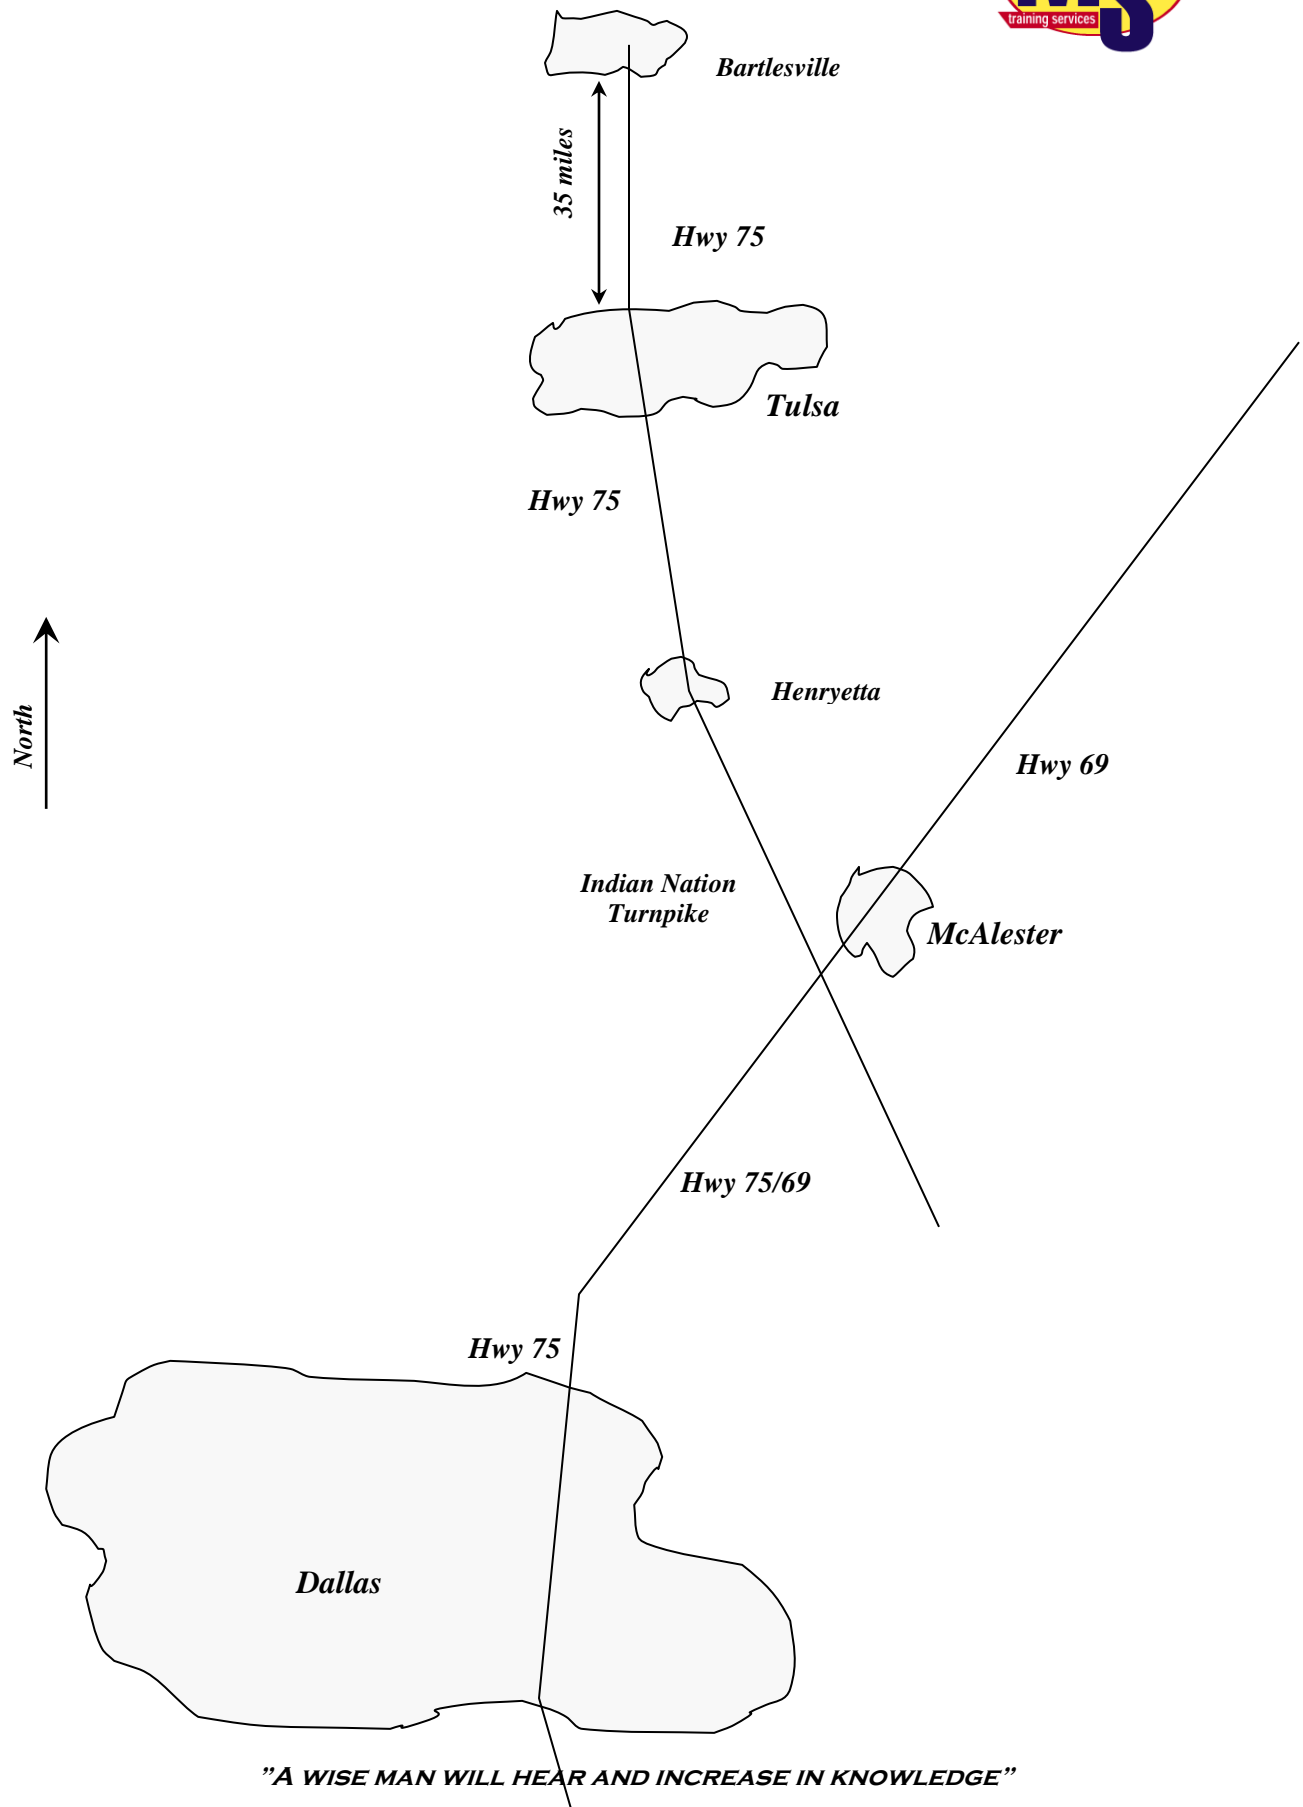 MS
training services
Bartlesville
35 miles
Hwy 75
Tulsa
Hwy 75
North
Henryetta
Hwy 69
Indian Nation
Turnpike
McAlester
Hwy 75/69
Hwy 75
Dallas
”A WISE MAN WILL HEAR AND INCREASE IN KNOWLEDGE”